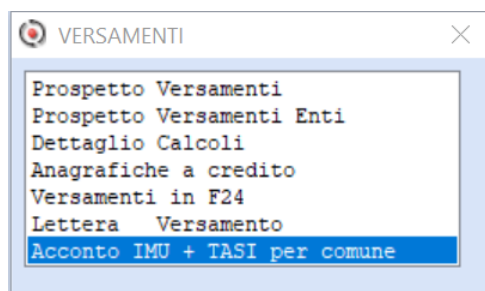 VERSAMENTI
Prospetto Versamenti
Prospetto Versamenti Enti
Dettaglio Calcoli
Anagrafiche a credito
Versamenti in F24
Lettera   Versamento
Acconto IMU + TASI per comune